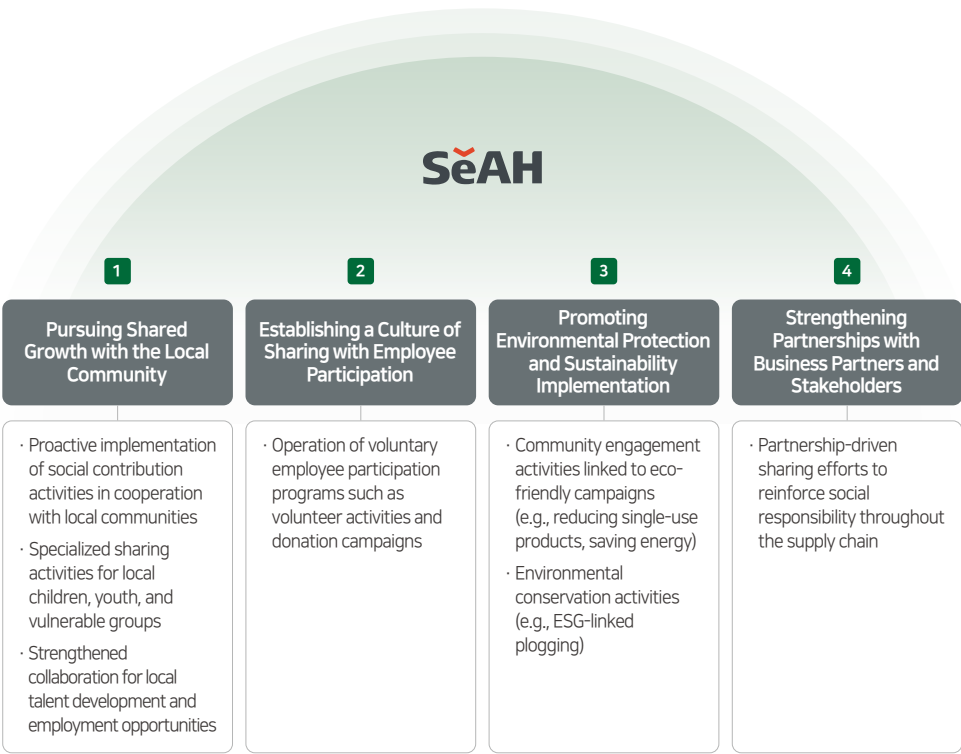 SeAH
1
Pursuing Shared
Growth with the Local
Community
· Proactive implementation
of social contribution
activities in cooperation
with local communities
· Specialized sharing
activities for local
children, youth, and
vulnerable groups
· Strengthened
collaboration for local
talent development and
employment opportunities
2
Establishing a Culture of
Sharing with Employee
Participation
· Operation of voluntary
employee participation
programs such as
volunteer activities and
donation campaigns
3
Promoting
Environmental Protection
and Sustainability
Implementation
· Community engagement
activities linked to eco-
friendly campaigns
(e.g., reducing single-use
products, saving energy)
· Environmental
conservation activities
(e.g., ESG-linked
plogging)
4
Strengthening
Partnerships with
Business Partners and
Stakeholders
· Partnership-driven
sharing efforts to
reinforce social
responsibility throughout
the supply chain